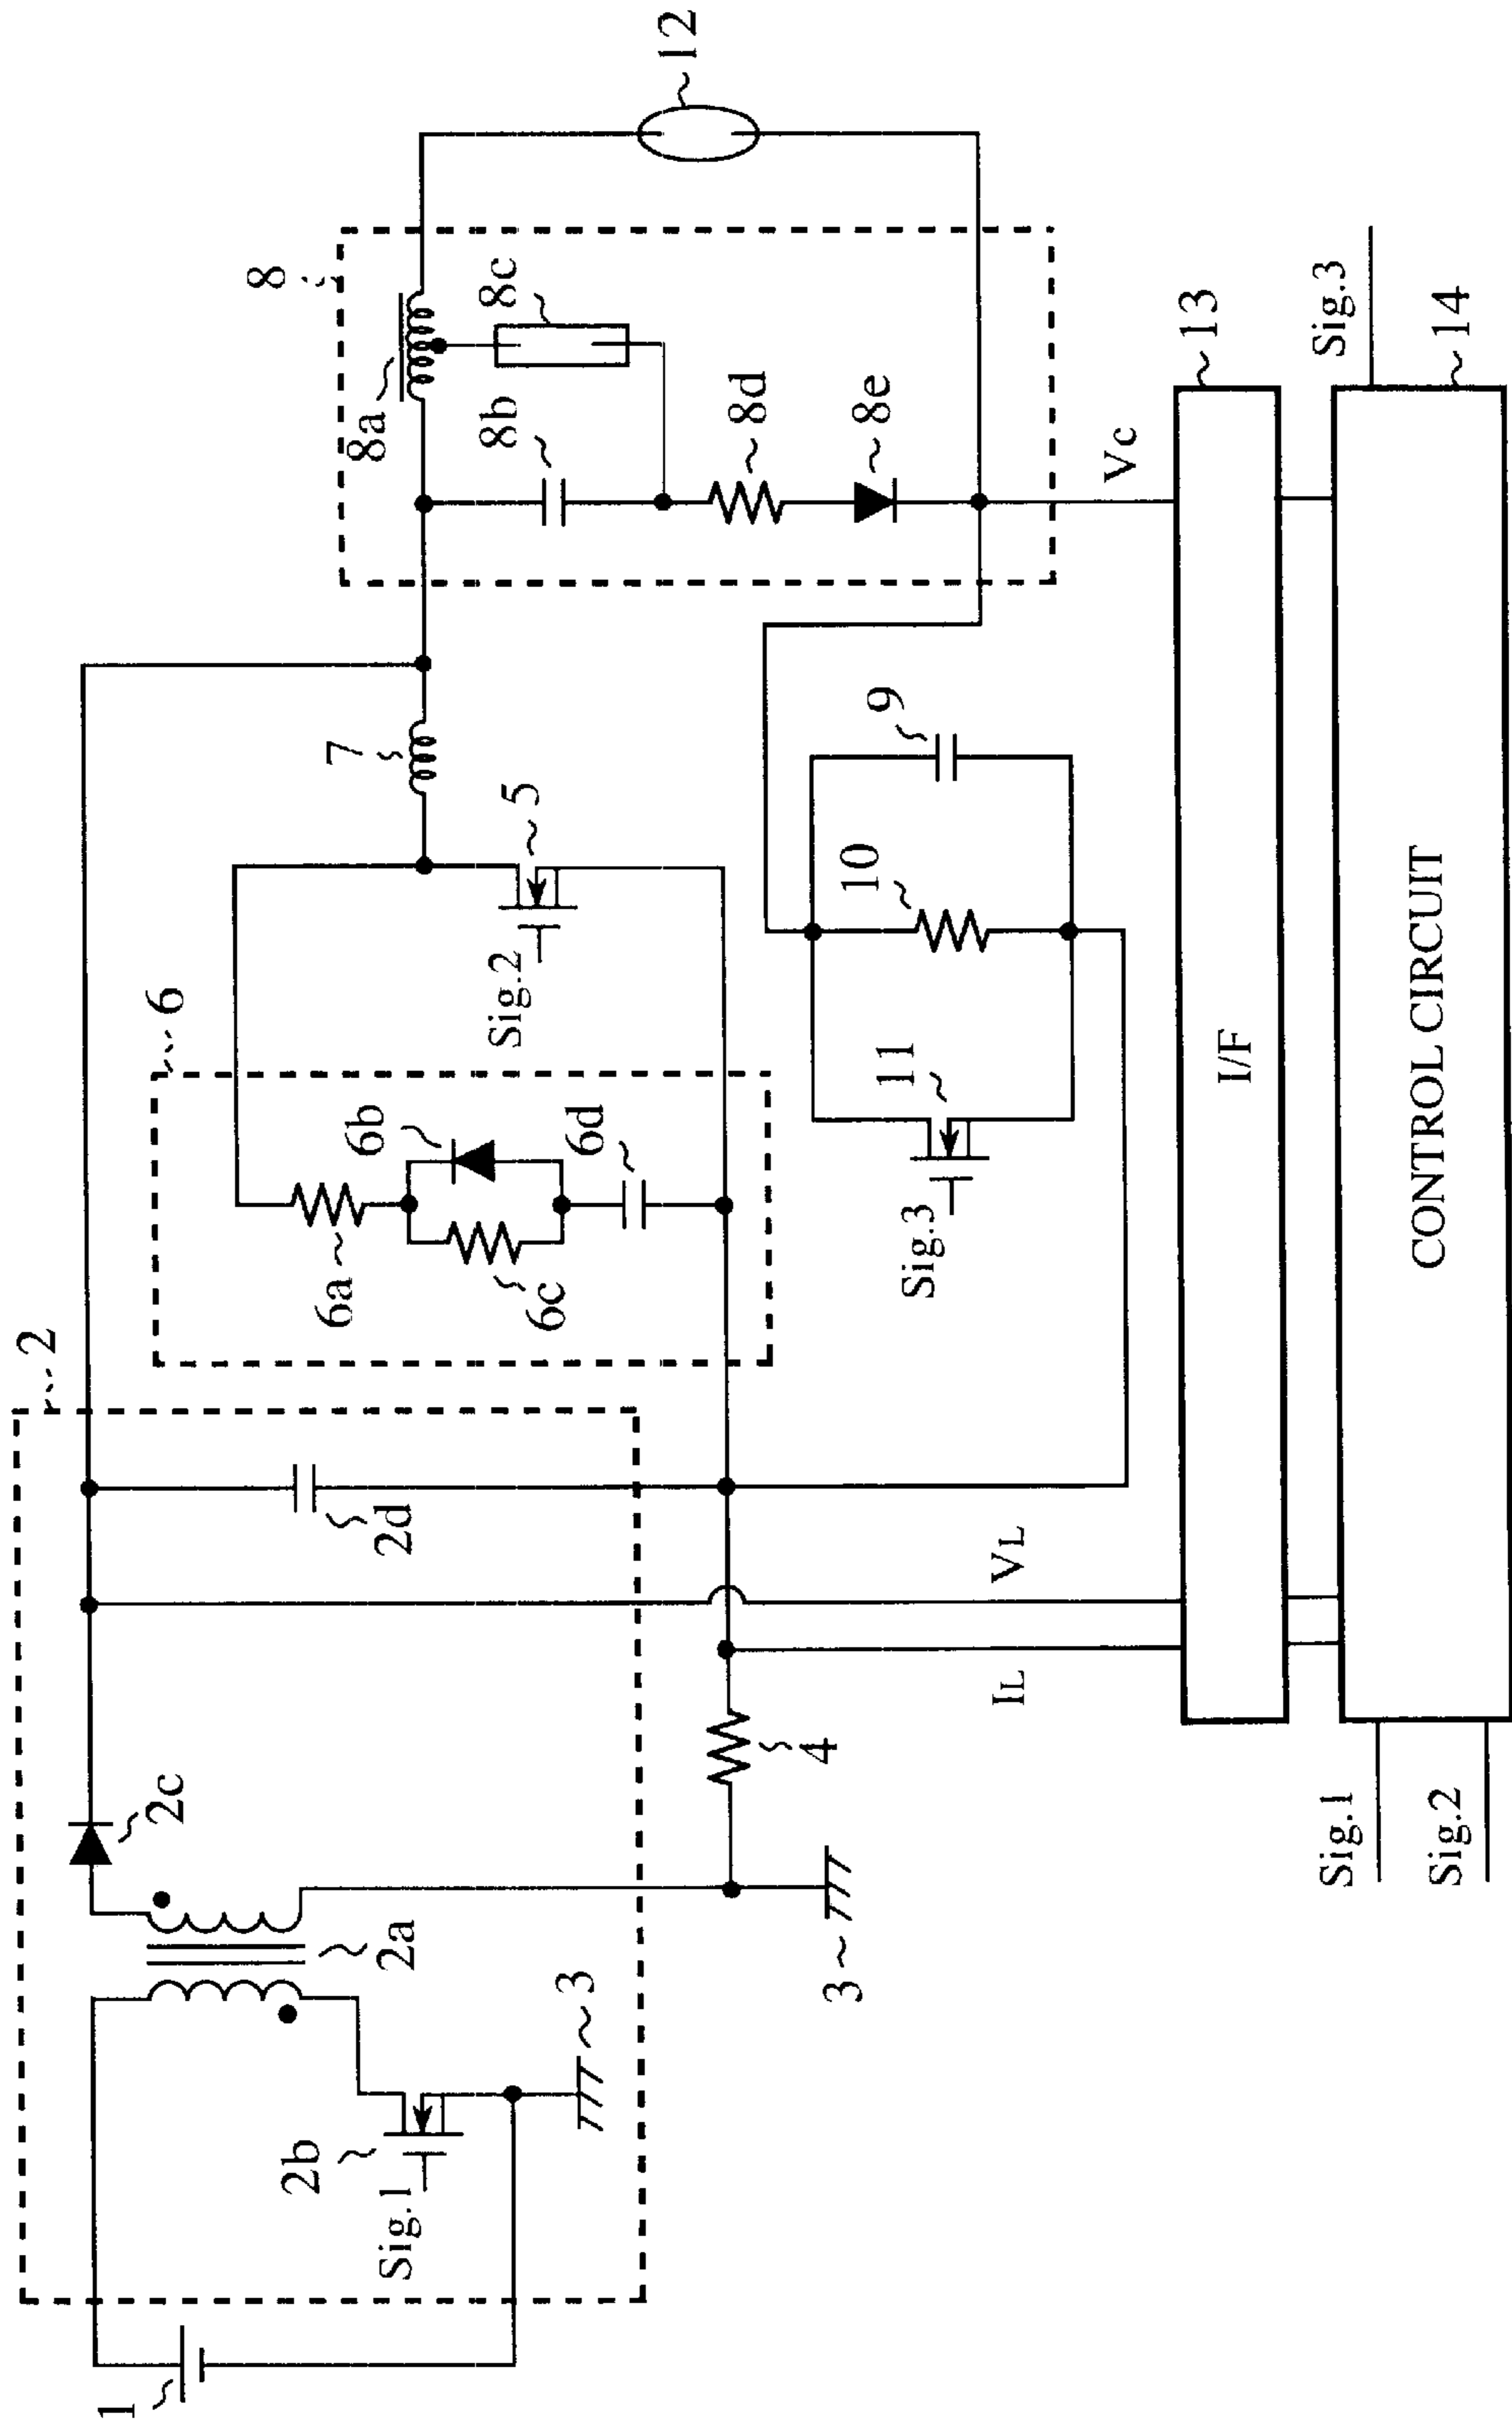 1
2
2a
2b
Sig.1
3
2c
2d
3
4
6
6a
6b
6c
6d
Sig.2
5
7
8
8a
8b
8c
8d
8e
12
9
10
11
Sig.3
IL
VL
Vc
I/F
13
CONTROL CIRCUIT
14
Sig.1
Sig.2
Sig.3